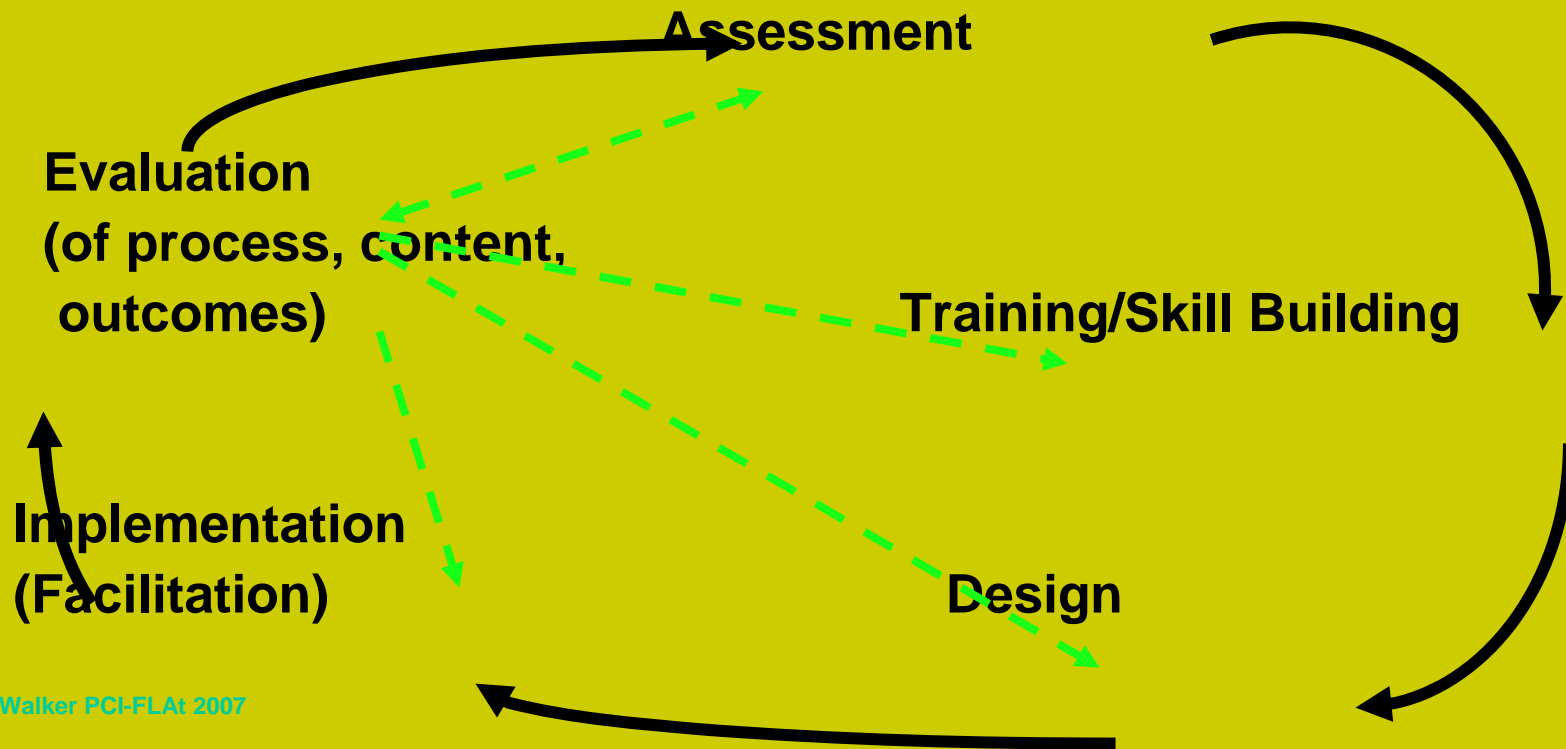 Assessment
Evaluation
(of process, content,
outcomes)
Training/Skill Building
Implementation
(Facilitation)
Design
Walker PCI-FLAt 2007